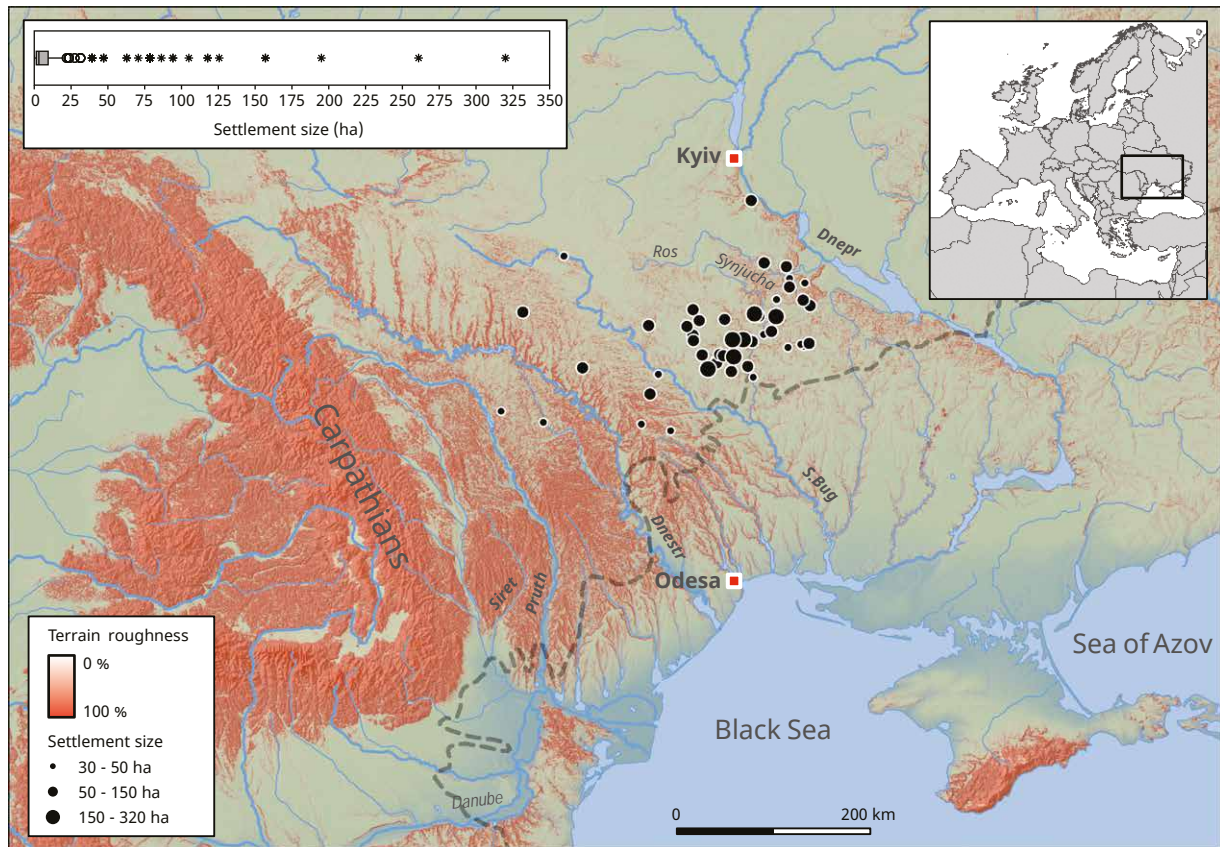 0 25 50 75 100 125 150 175 200 225 250 275 300 325 350
Settlement size (ha)
Kyiv
Dnepr
Ros
Synjucha
Carpathians
S.Bug
Dnestr
Odesa
Siret
Pruth
Terrain roughness
0 %
100 %
Settlement size
30 - 50 ha
50 - 150 ha
150 - 320 ha
Sea of Azov
Black Sea
Danube
0 200 km